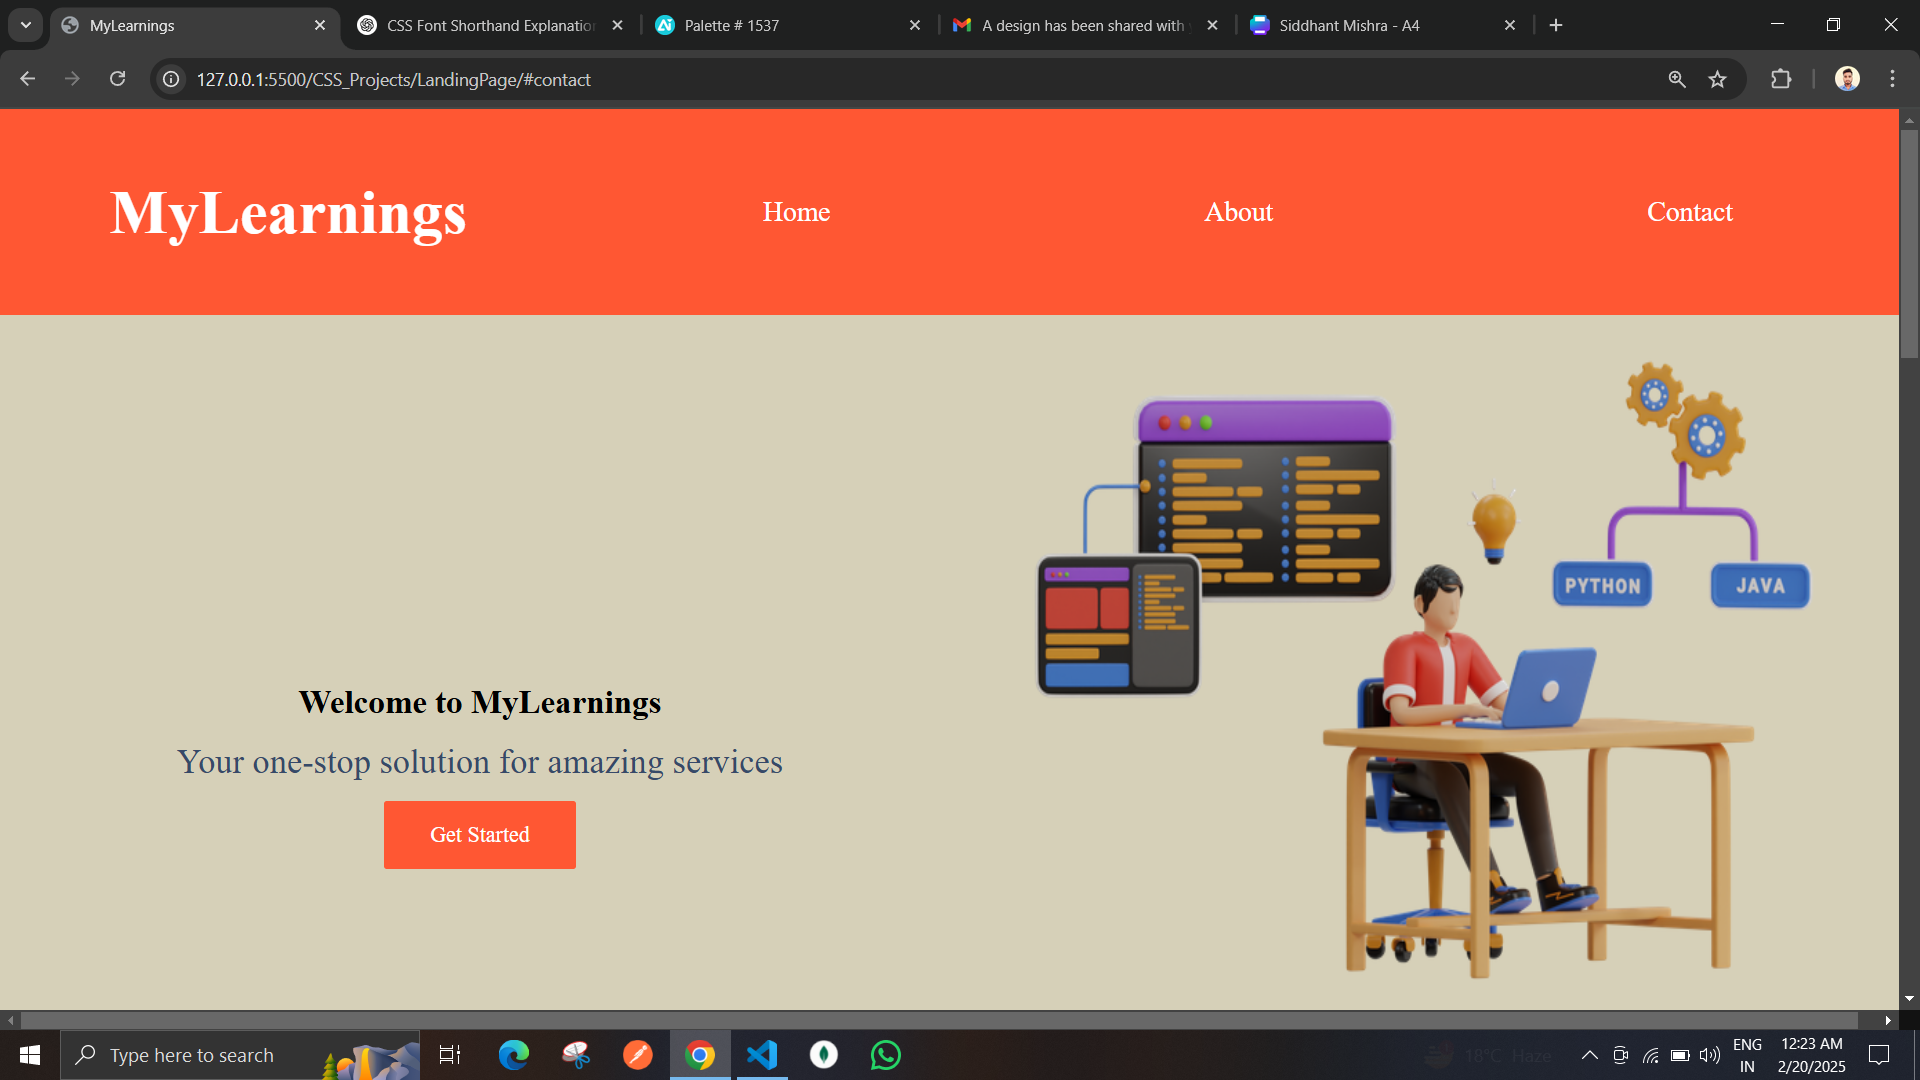 MyLearnings
CSS Font Shorthand Explanation
Palette # 1537
A design has been shared with
Siddhant Mishra - A4
127.0.0.1:5500/CSS_Projects/LandingPage/#contact
MyLearnings
Home
About
Contact
PYTHON
JAVA
Welcome to MyLearnings
Your one-stop solution for amazing services
Get Started
Type here to search
18°C Haze
ENG
IN
12:23 AM
2/20/2025